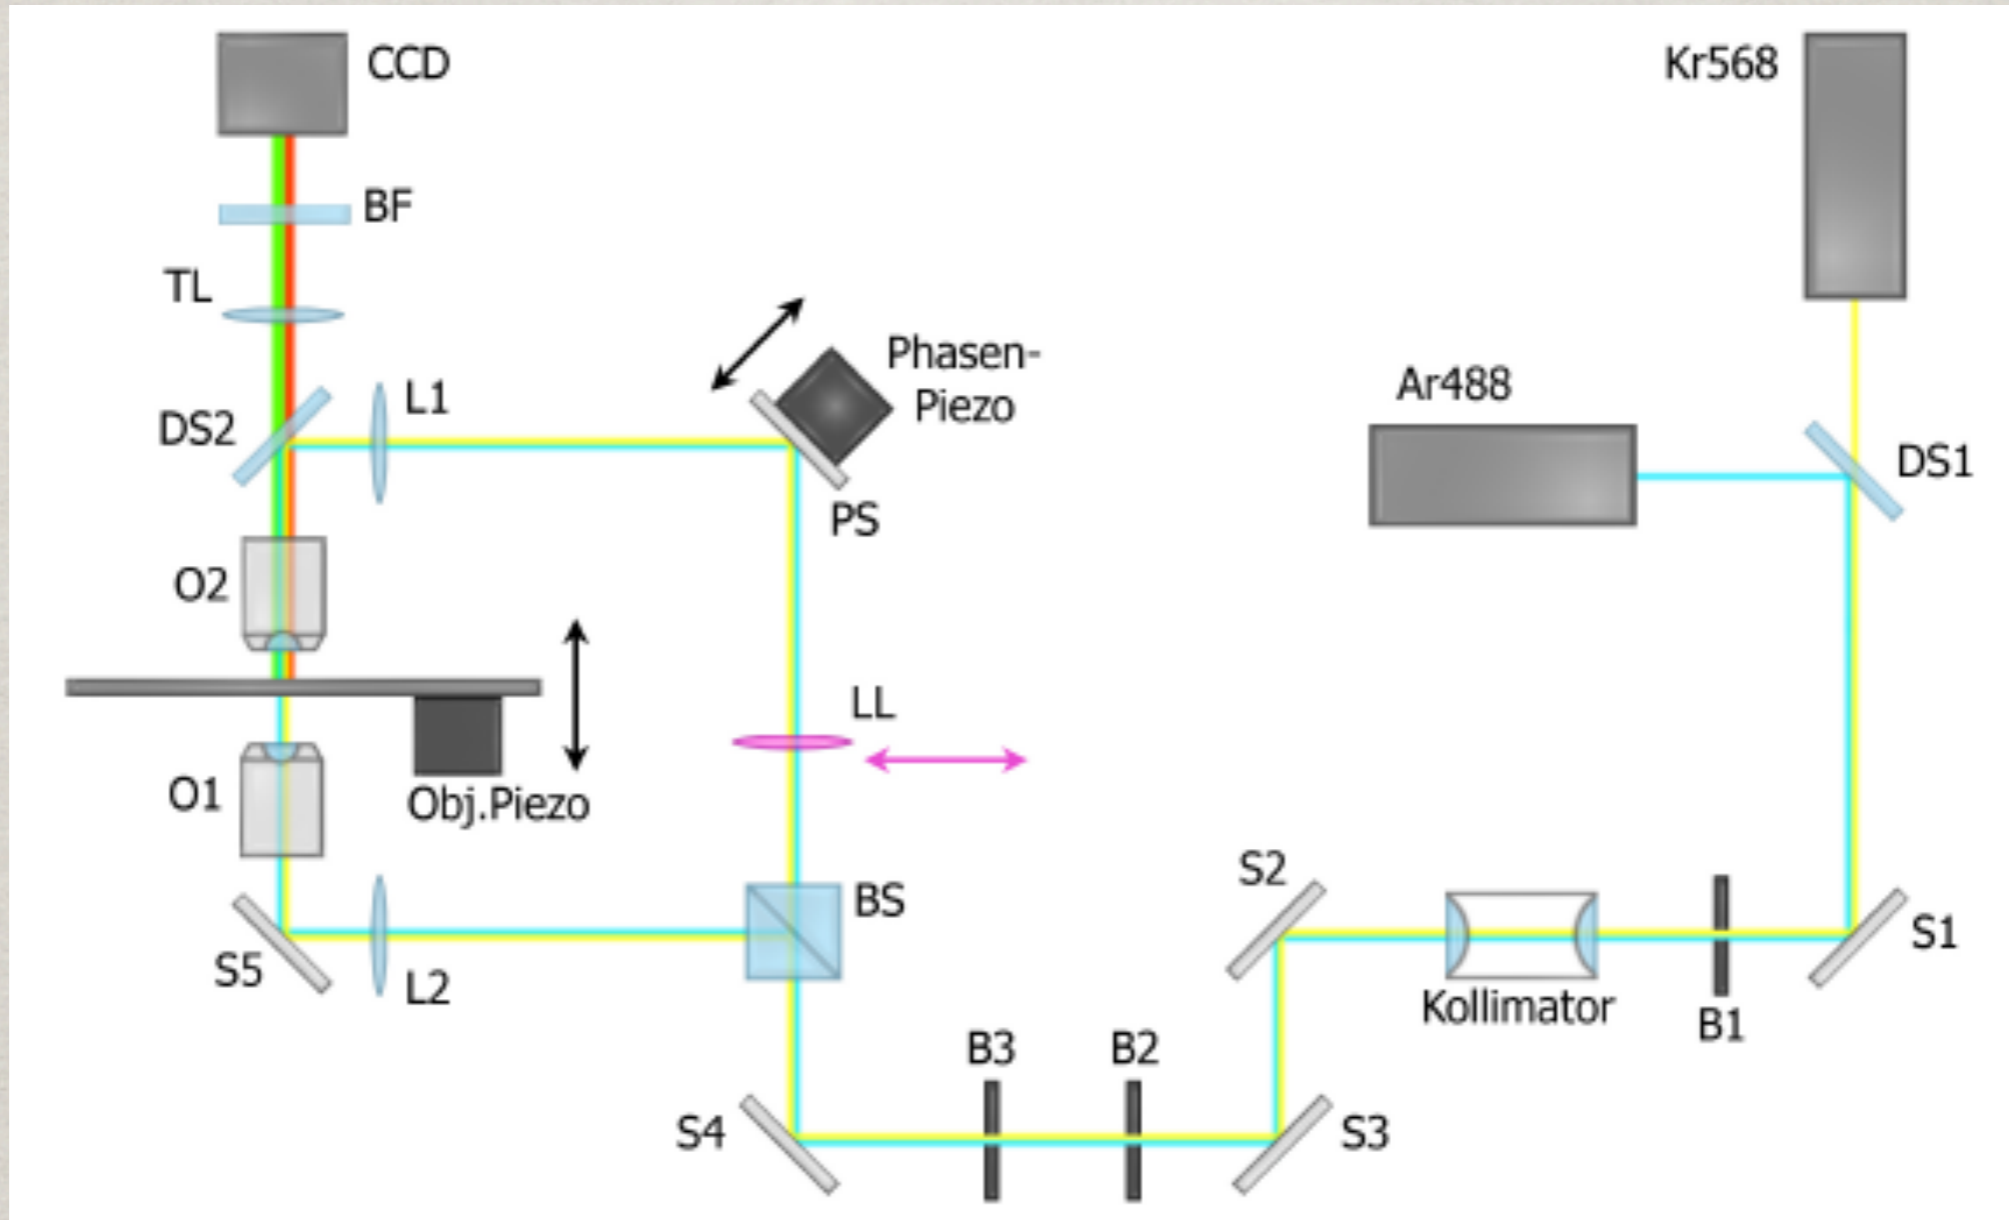 CCD
Kr568
BF
TL
Phasen-
Piezo
L1
Ar488
DS2
DS1
PS
O2
LL
O1
Obj.Piezo
S2
BS
S1
S5
L2
Kollimator
B1
B3
B2
S4
S3